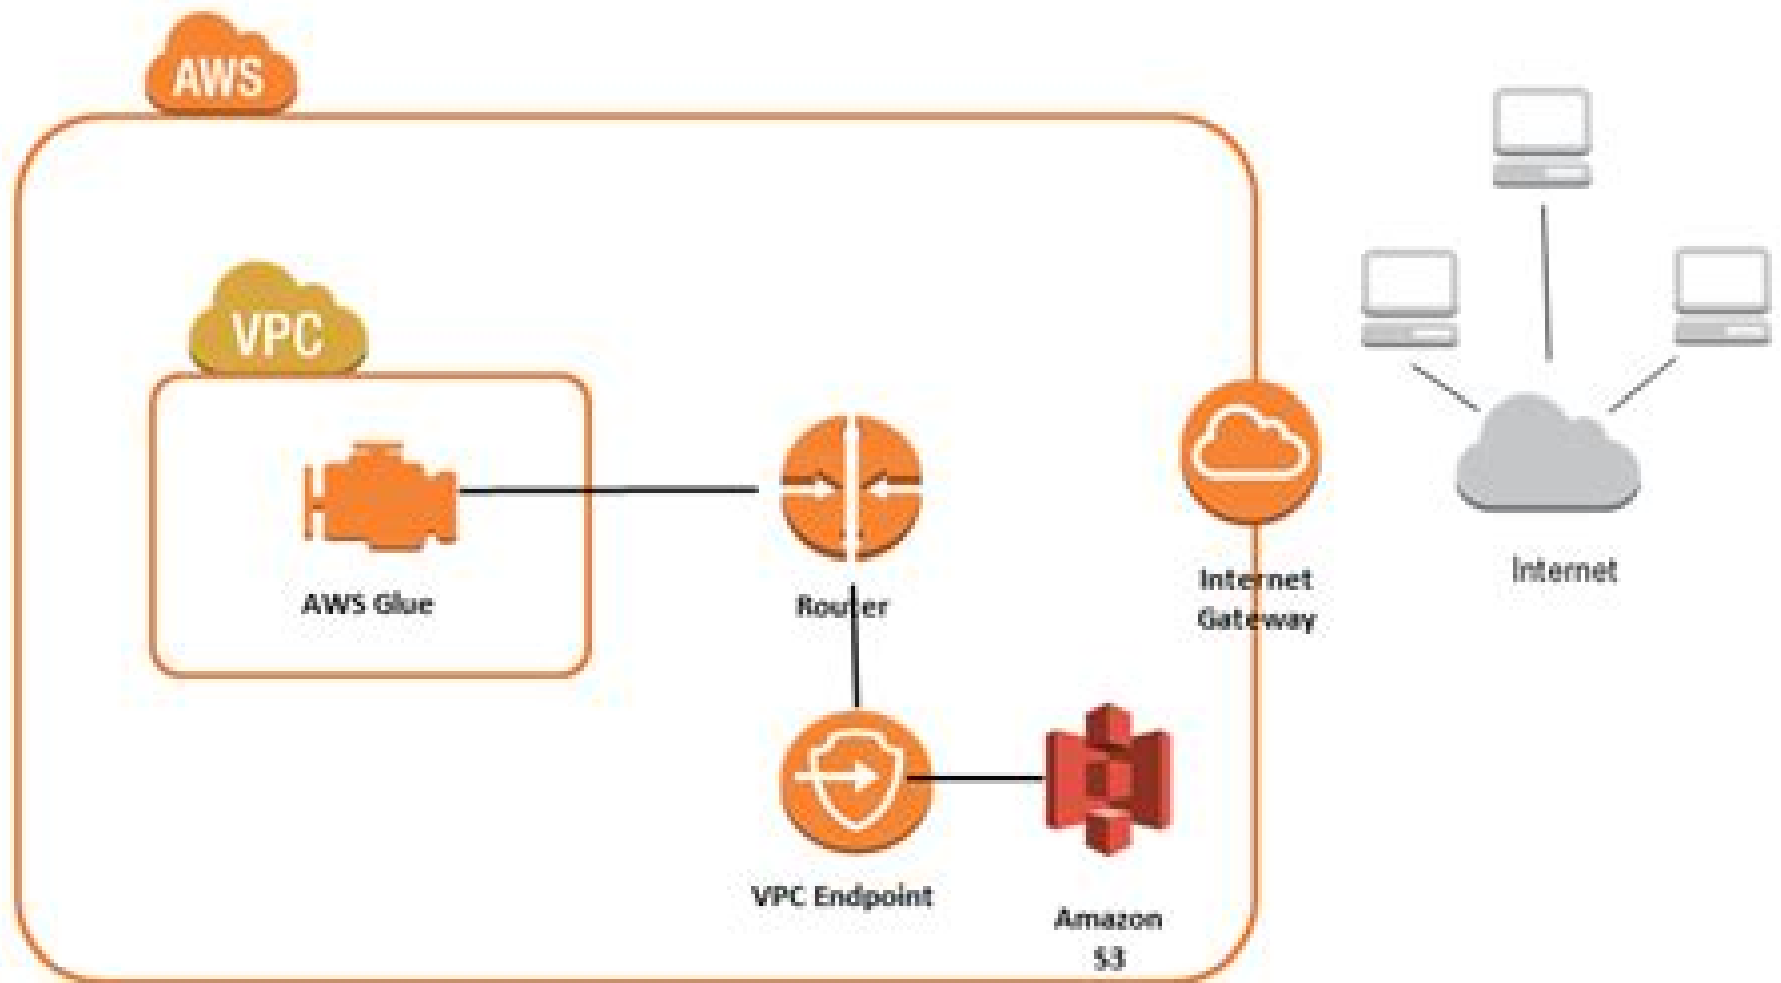 AWS
VPC
AWS Glue
Router
Internet
Gateway
Internet
VPC Endpoint
Amazon
S3